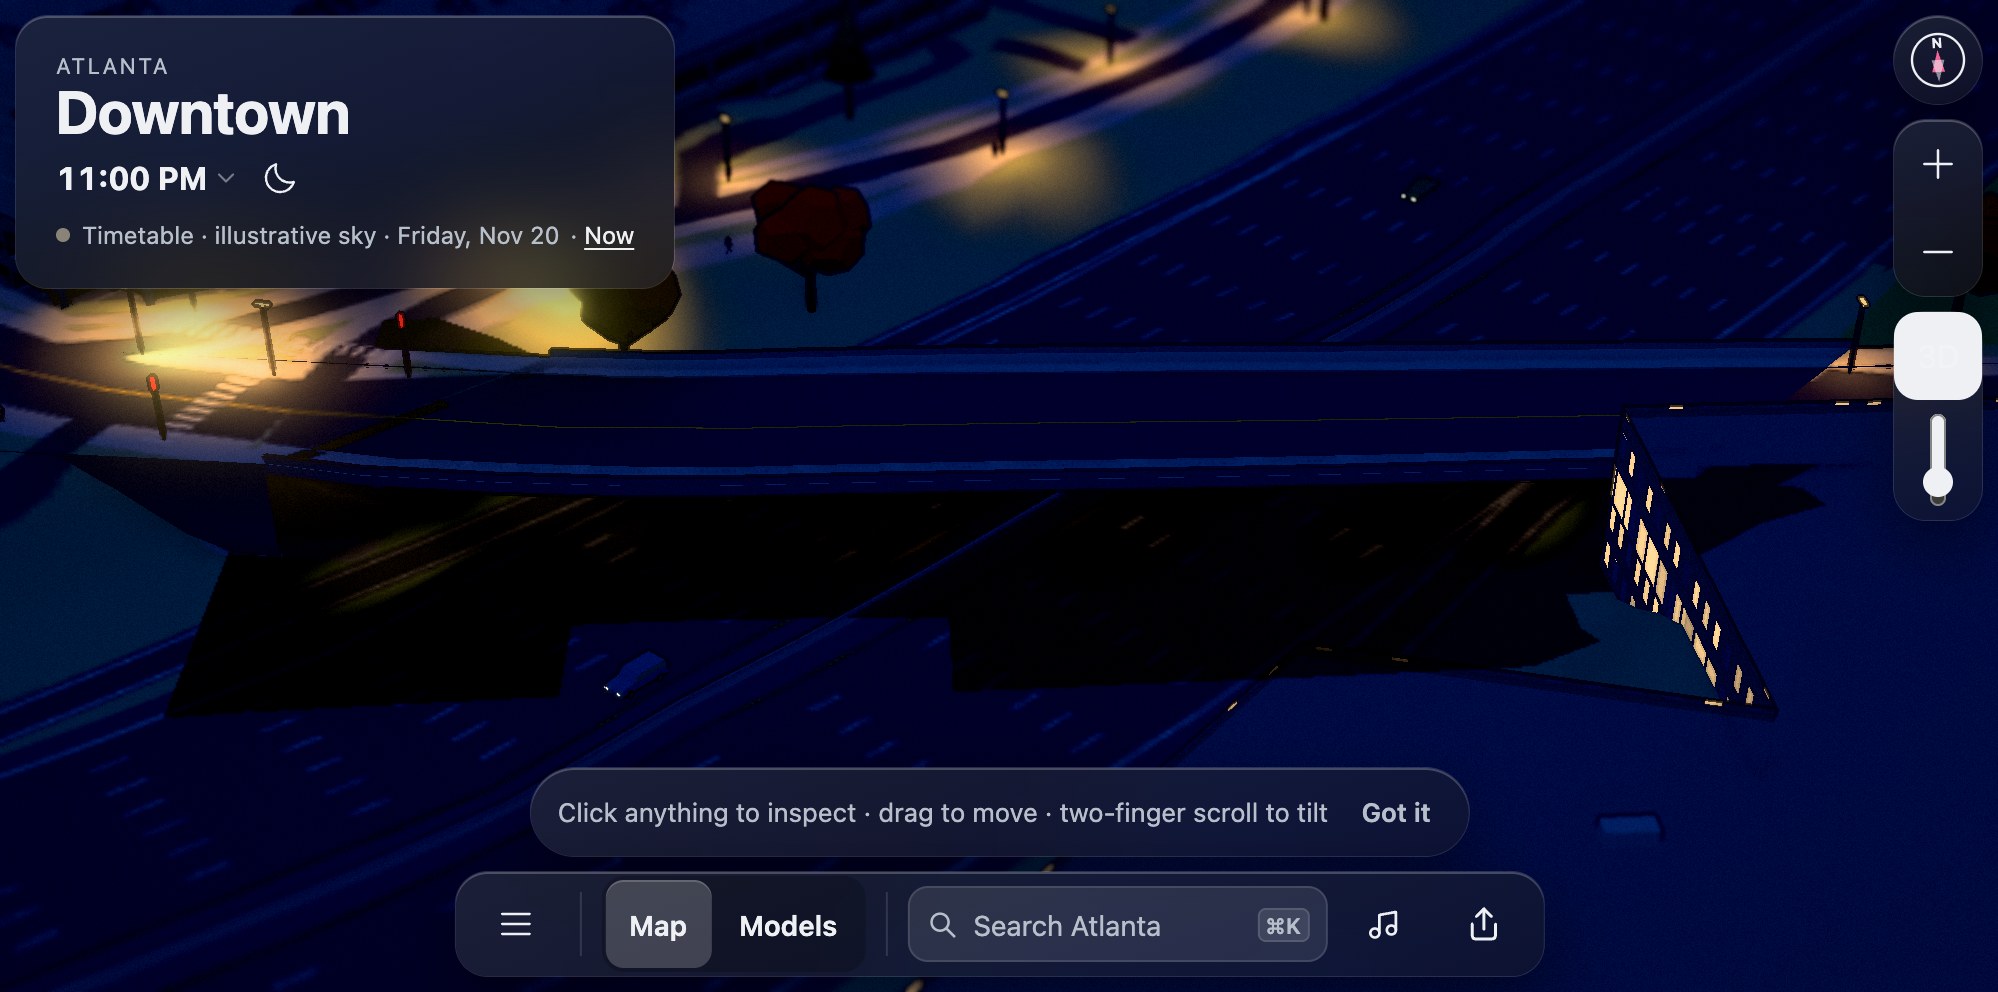 ATLANTA
Downtown
11:00 PM
Timetable · illustrative sky · Friday, Nov 20 · Now
N
3D
Click anything to inspect · drag to move · two-finger scroll to tilt Got it
Map Models Search Atlanta ⌘K